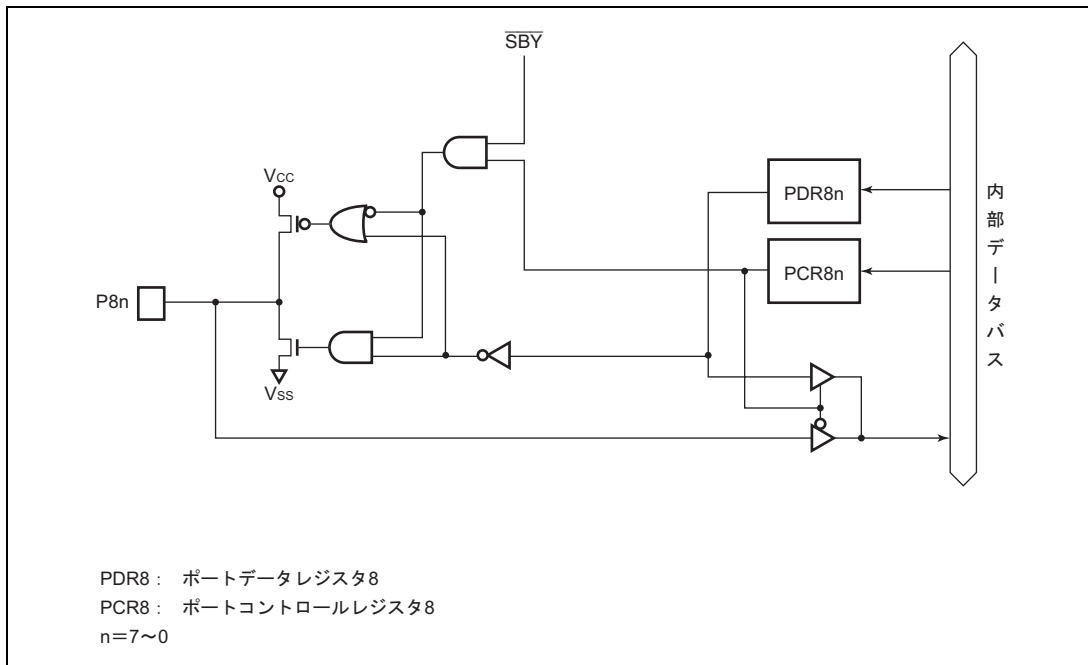 SBY
VCC
PDR8n
内部データバス
PCR8n
P8n
VSS
PDR8： ポートデータレジスタ8
PCR8： ポートコントロールレジスタ8
n＝7～0